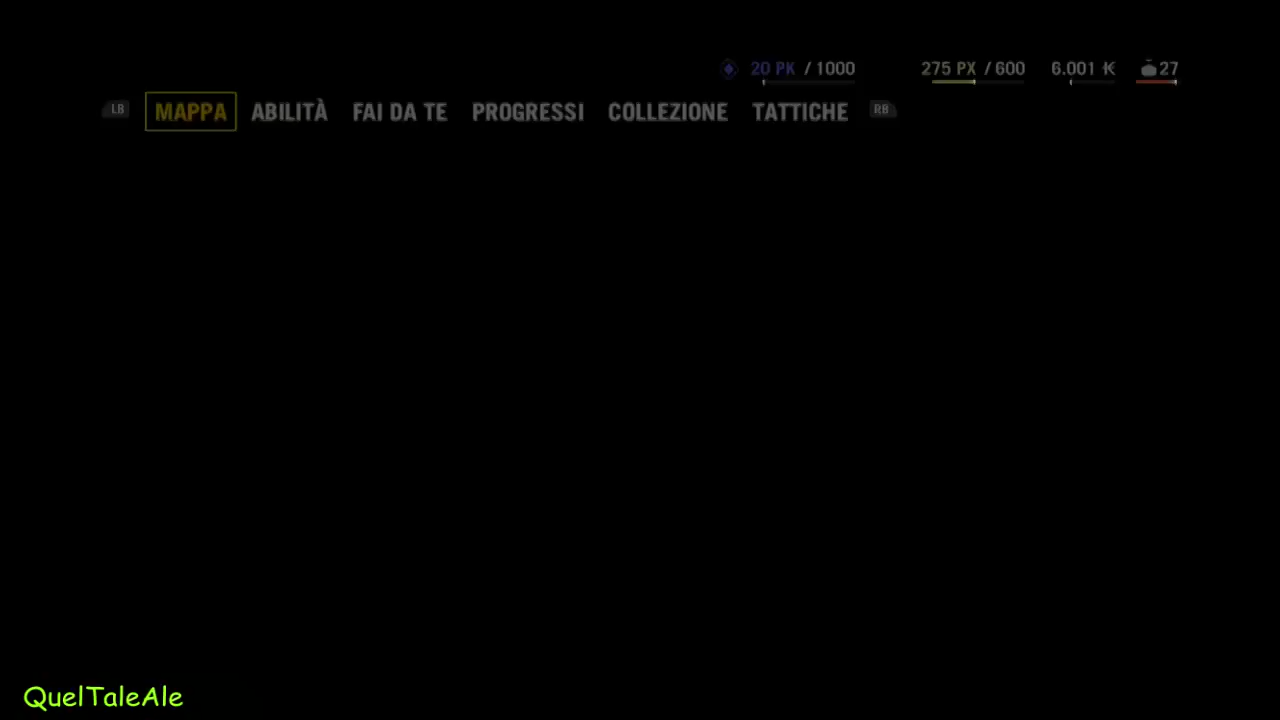 20 PK / 1000 275 PX / 600 6.001 K 27
LB MAPPA ABILITÀ FAI DA TE PROGRESSI COLLEZIONE TATTICHE RB
QuelTaleAle